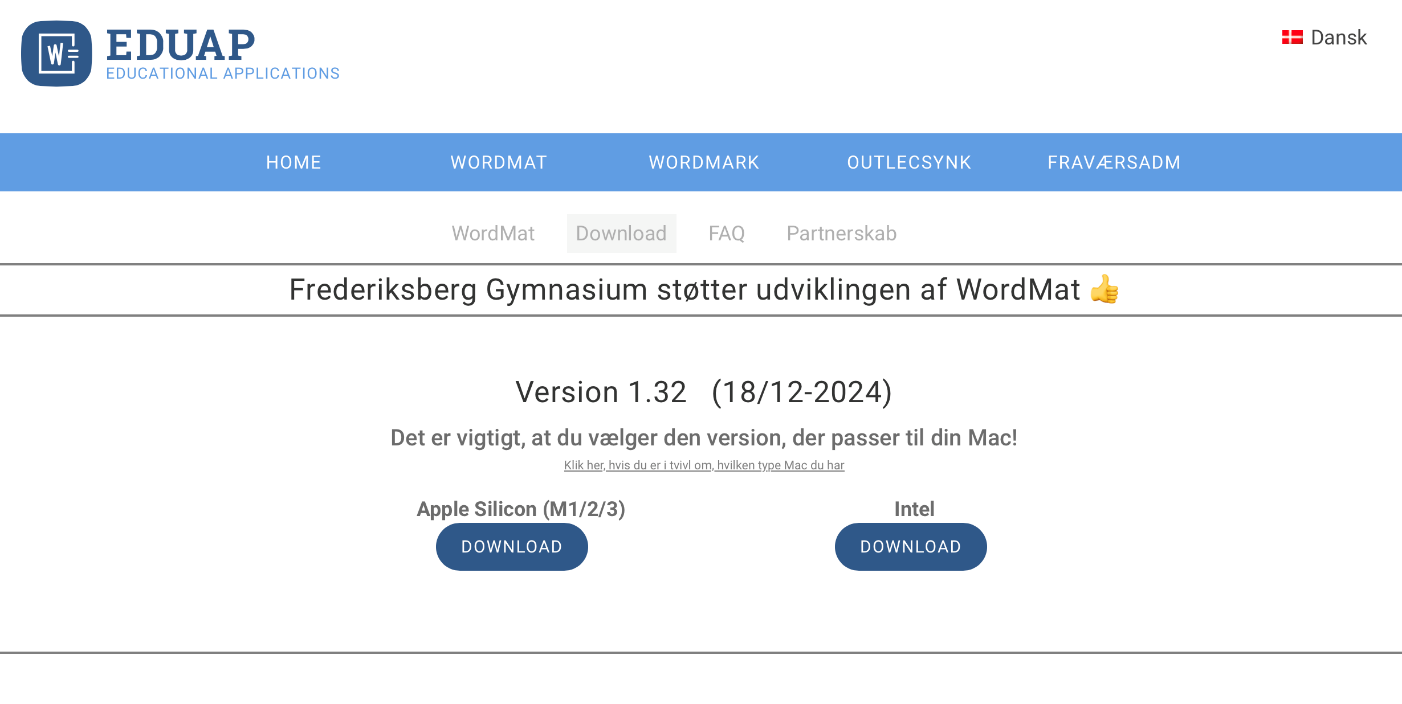 W
EDUAP
EDUCATIONAL APPLICATIONS
Dansk
HOME WORDMAT WORDMARK OUTLECSYNK FRAVÆRSADM
WordMat Download FAQ Partnerskab
Frederiksberg Gymnasium støtter udviklingen af WordMat 👍
Version 1.32 (18/12-2024)
Det er vigtigt, at du vælger den version, der passer til din Mac!
Klik her, hvis du er i tvivl om, hvilken type Mac du har
Apple Silicon (M1/2/3) Intel
DOWNLOAD DOWNLOAD